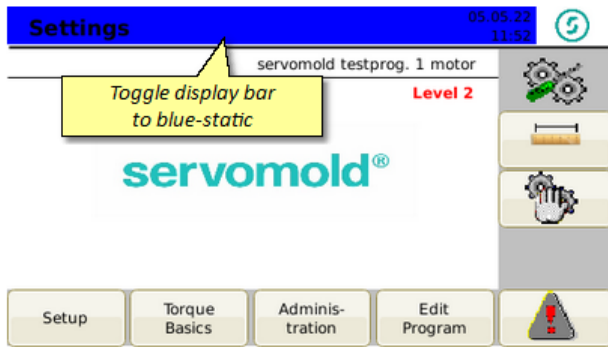 Settings
05.05.22
11:52
servomold testprog. 1 motor
Toggle display bar
to blue-static
Level 2
servomold®
Setup
Torque
Basics
Adminis-
tration
Edit
Program